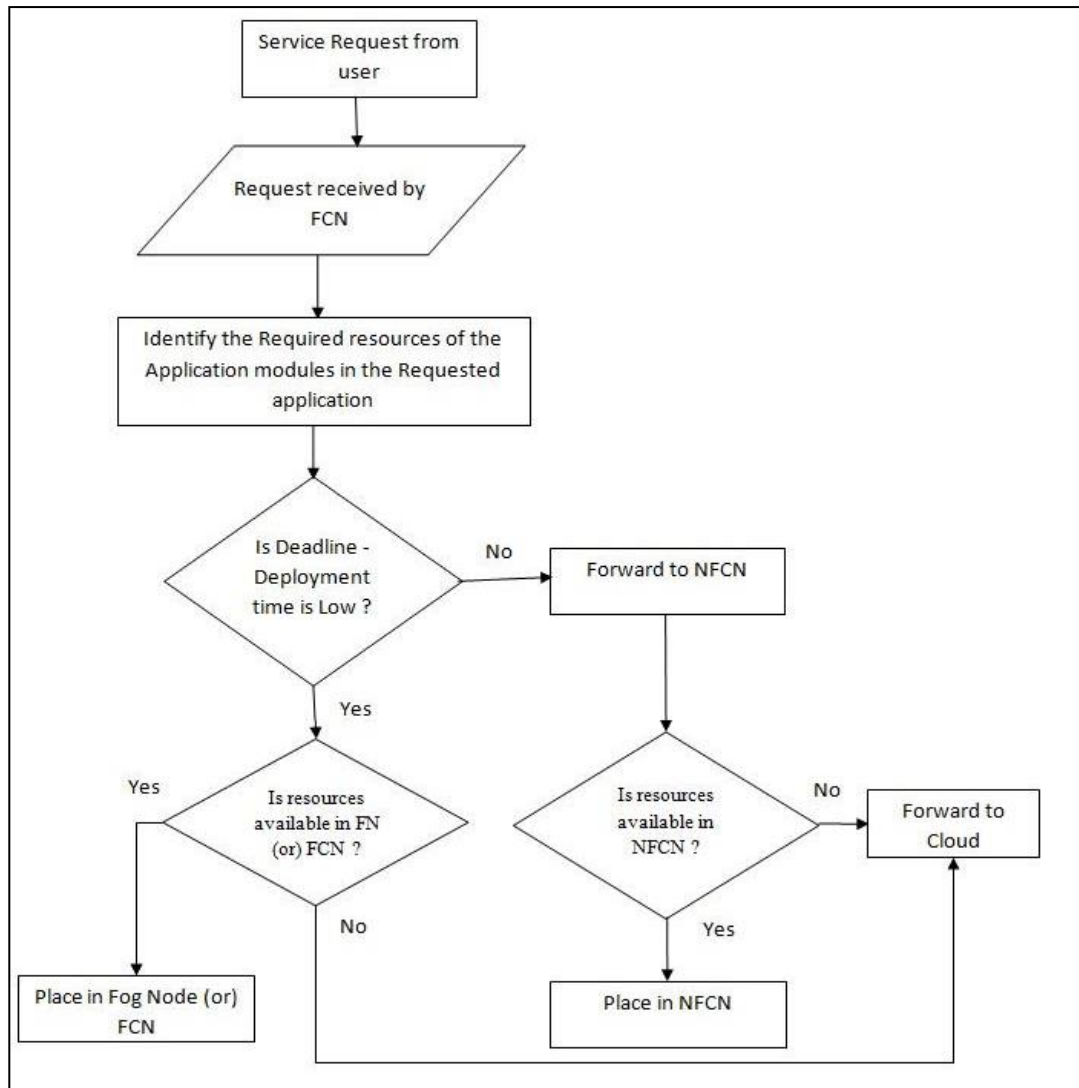 Service Request from
user
Request received by
FCN
Identify the Required resources of the
Application modules in the Requested
application
Is Deadline -
Deployment
time is Low ?
No
Forward to NFCN
Yes
Yes
Is resources
available in FN
(or) FCN ?
No
Is resources
available in
NFCN ?
No
Forward to
Cloud
Yes
Place in Fog Node (or)
FCN
Place in NFCN